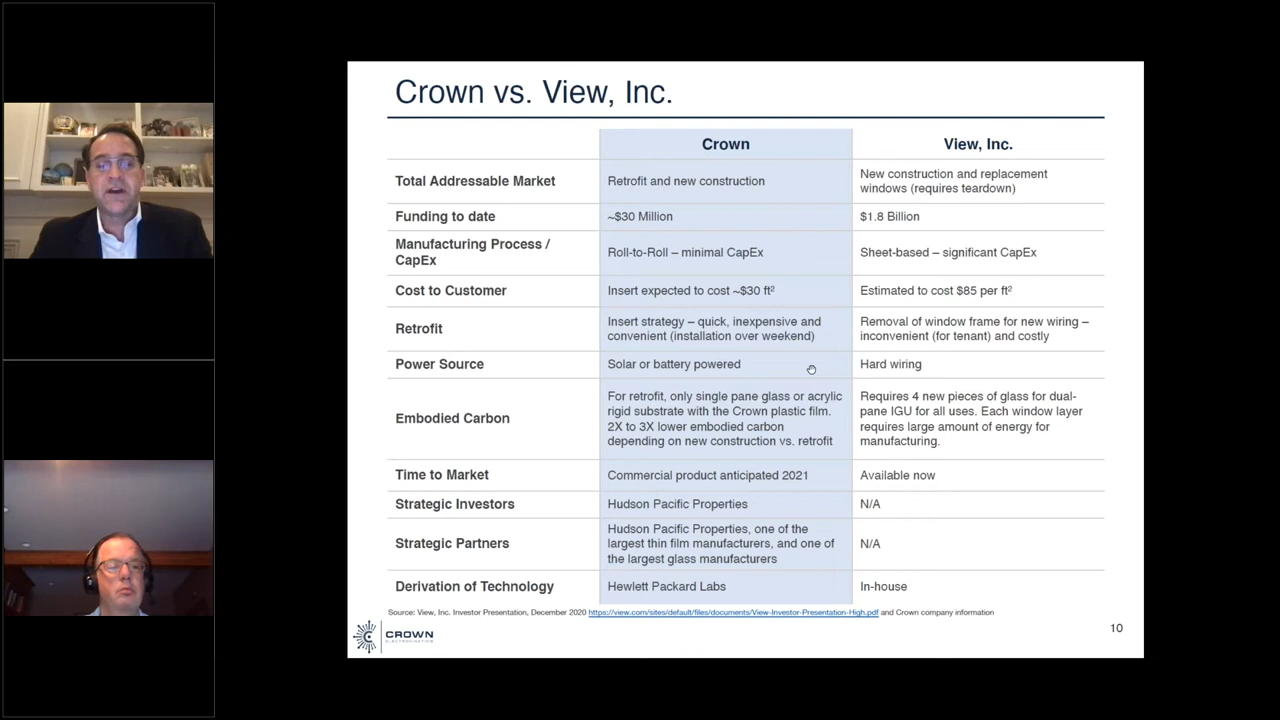 Crown vs. View, Inc.
Crown
View, Inc.
Total Addressable Market
Retrofit and new construction
New construction and replacement
windows (requires teardown)
Funding to date
~$30 Million
$1.8 Billion
Manufacturing Process /
CapEx
Roll-to-Roll – minimal CapEx
Sheet-based – significant CapEx
Cost to Customer
Insert expected to cost ~$30 ft²
Estimated to cost $85 per ft²
Retrofit
Insert strategy – quick, inexpensive and
convenient (installation over weekend)
Removal of window frame for new wiring –
inconvenient (for tenant) and costly
Power Source
Solar or battery powered
Hard wiring
Embodied Carbon
For retrofit, only single pane glass or acrylic
rigid substrate with the Crown plastic film.
2X to 3X lower embodied carbon
depending on new construction vs. retrofit
Requires 4 new pieces of glass for dual-
pane IGU for all uses. Each window layer
requires large amount of energy for
manufacturing.
Time to Market
Commercial product anticipated 2021
Available now
Strategic Investors
Hudson Pacific Properties
N/A
Strategic Partners
Hudson Pacific Properties, one of the
largest thin film manufacturers, and one of
the largest glass manufacturers
N/A
Derivation of Technology
Hewlett Packard Labs
In-house
Source: View, Inc. Investor Presentation, December 2020 https://view.com/sites/default/files/documents/View-Investor-Presentation-High.pdf and Crown company information
CROWN
10